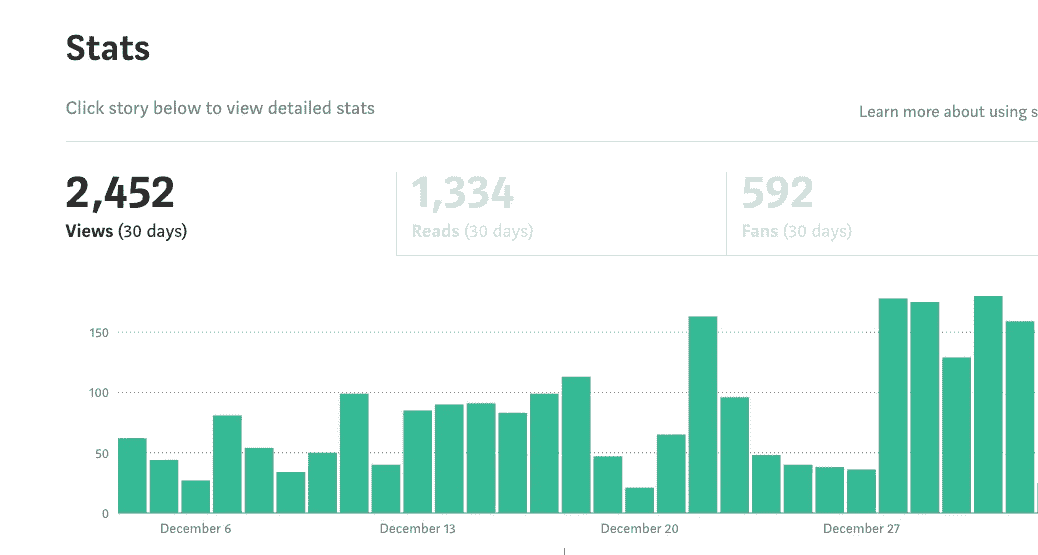 Stats
Click story below to view detailed stats
Learn more about using s
2,452
Views (30 days)
1,334
Reads (30 days)
592
Fans (30 days)
150
100
50
0
December 6
December 13
December 20
December 27